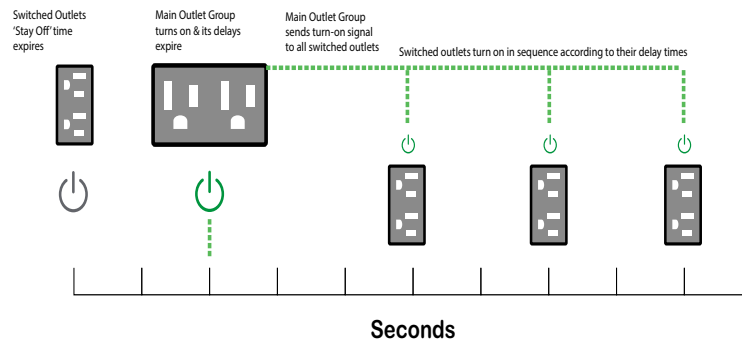 Switched Outlets
‘Stay Off’ time
expires
Main Outlet Group
turns on & its delays
expire
Main Outlet Group
sends turn-on signal
to all switched outlets
Switched outlets turn on in sequence according to their delay times
Seconds